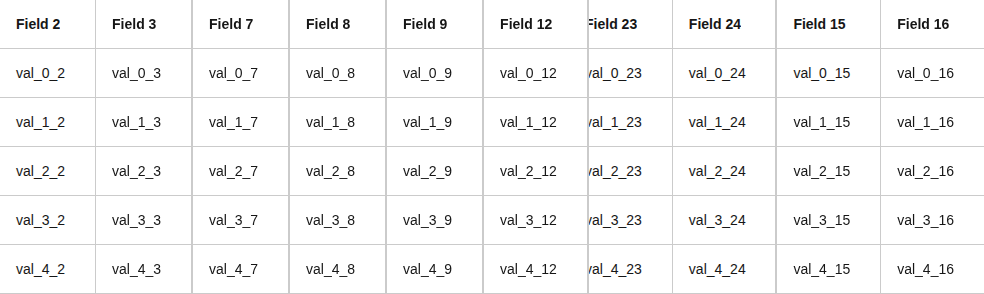 Field 2 Field 3 Field 7 Field 8 Field 9 Field 12 Field 23 Field 24 Field 15 Field 16
val_0_2 val_0_3 val_0_7 val_0_8 val_0_9 val_0_12 val_0_23 val_0_24 val_0_15 val_0_16
val_1_2 val_1_3 val_1_7 val_1_8 val_1_9 val_1_12 val_1_23 val_1_24 val_1_15 val_1_16
val_2_2 val_2_3 val_2_7 val_2_8 val_2_9 val_2_12 val_2_23 val_2_24 val_2_15 val_2_16
val_3_2 val_3_3 val_3_7 val_3_8 val_3_9 val_3_12 val_3_23 val_3_24 val_3_15 val_3_16
val_4_2 val_4_3 val_4_7 val_4_8 val_4_9 val_4_12 val_4_23 val_4_24 val_4_15 val_4_16